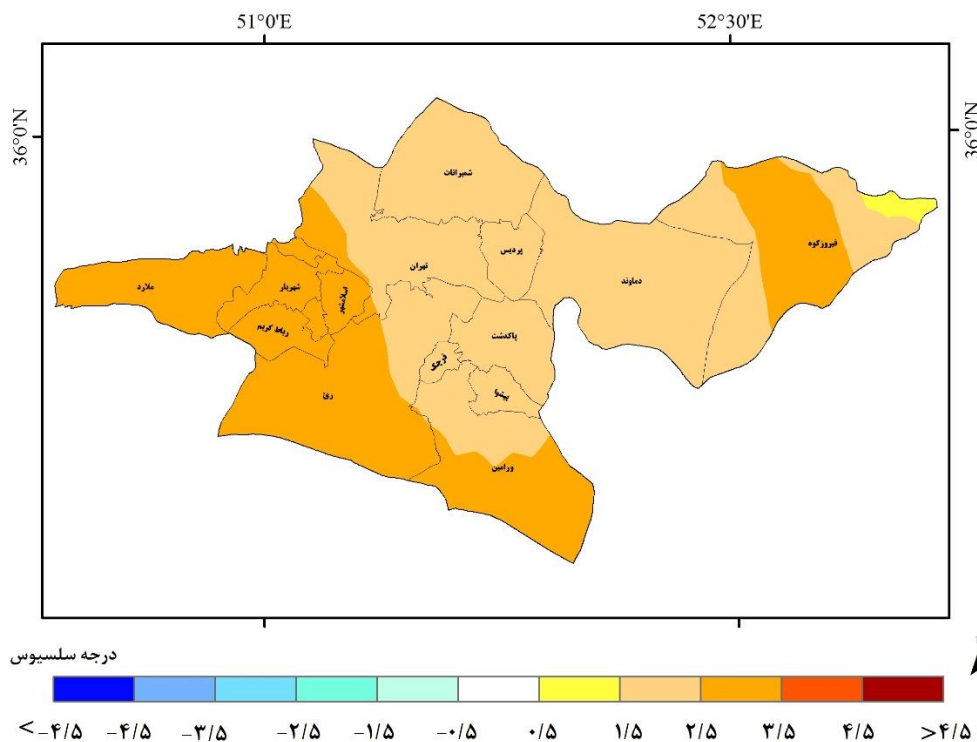 51°0'E 52°30'E
36°0'N 36°0'N
شمیرانات
فیروزکوه
پردیس
تهران
دماوند
ملارد
شهریار
اسلامشهر
رباط کریم
پاکدشت
قرچک
پیشوا
ری
ورامین
درجه سلسیوس
<-۴/۵ -۴/۵ -۳/۵ -۲/۵ -۱/۵ -۰/۵ ۰/۵ ۱/۵ ۲/۵ ۳/۵ ۴/۵ >۴/۵